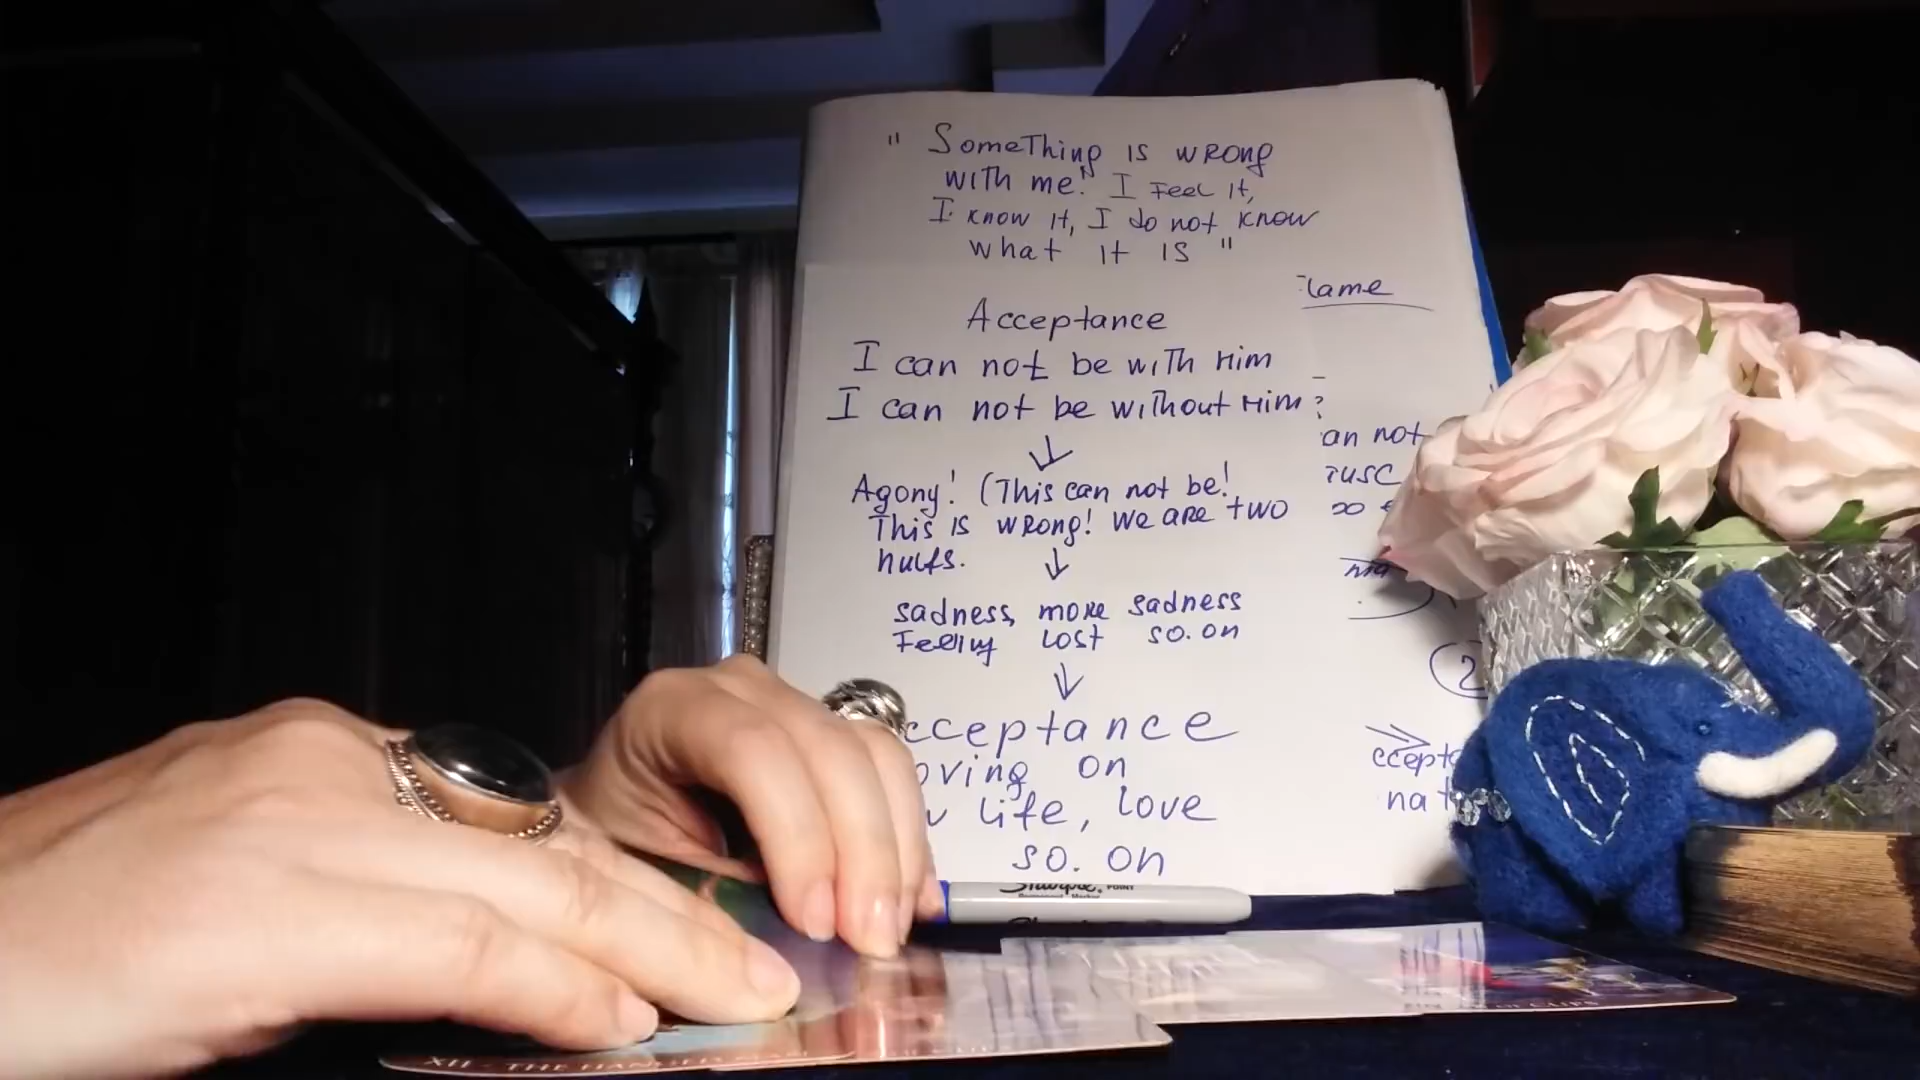 " Something is wrong
with me." I Feel it,
I know it, I do not know
what it is "
Acceptance
I can not be with Him
I can not be without Him
Agony! (This can not be!
This is wrong! we are two
hulfs.
sadness, more sadness
Feeling Lost so.on
cceptance
oving on
life, love
so. on
lame
an not
2
ccept
nat
Sharpie
XII - THE HANGED MAN